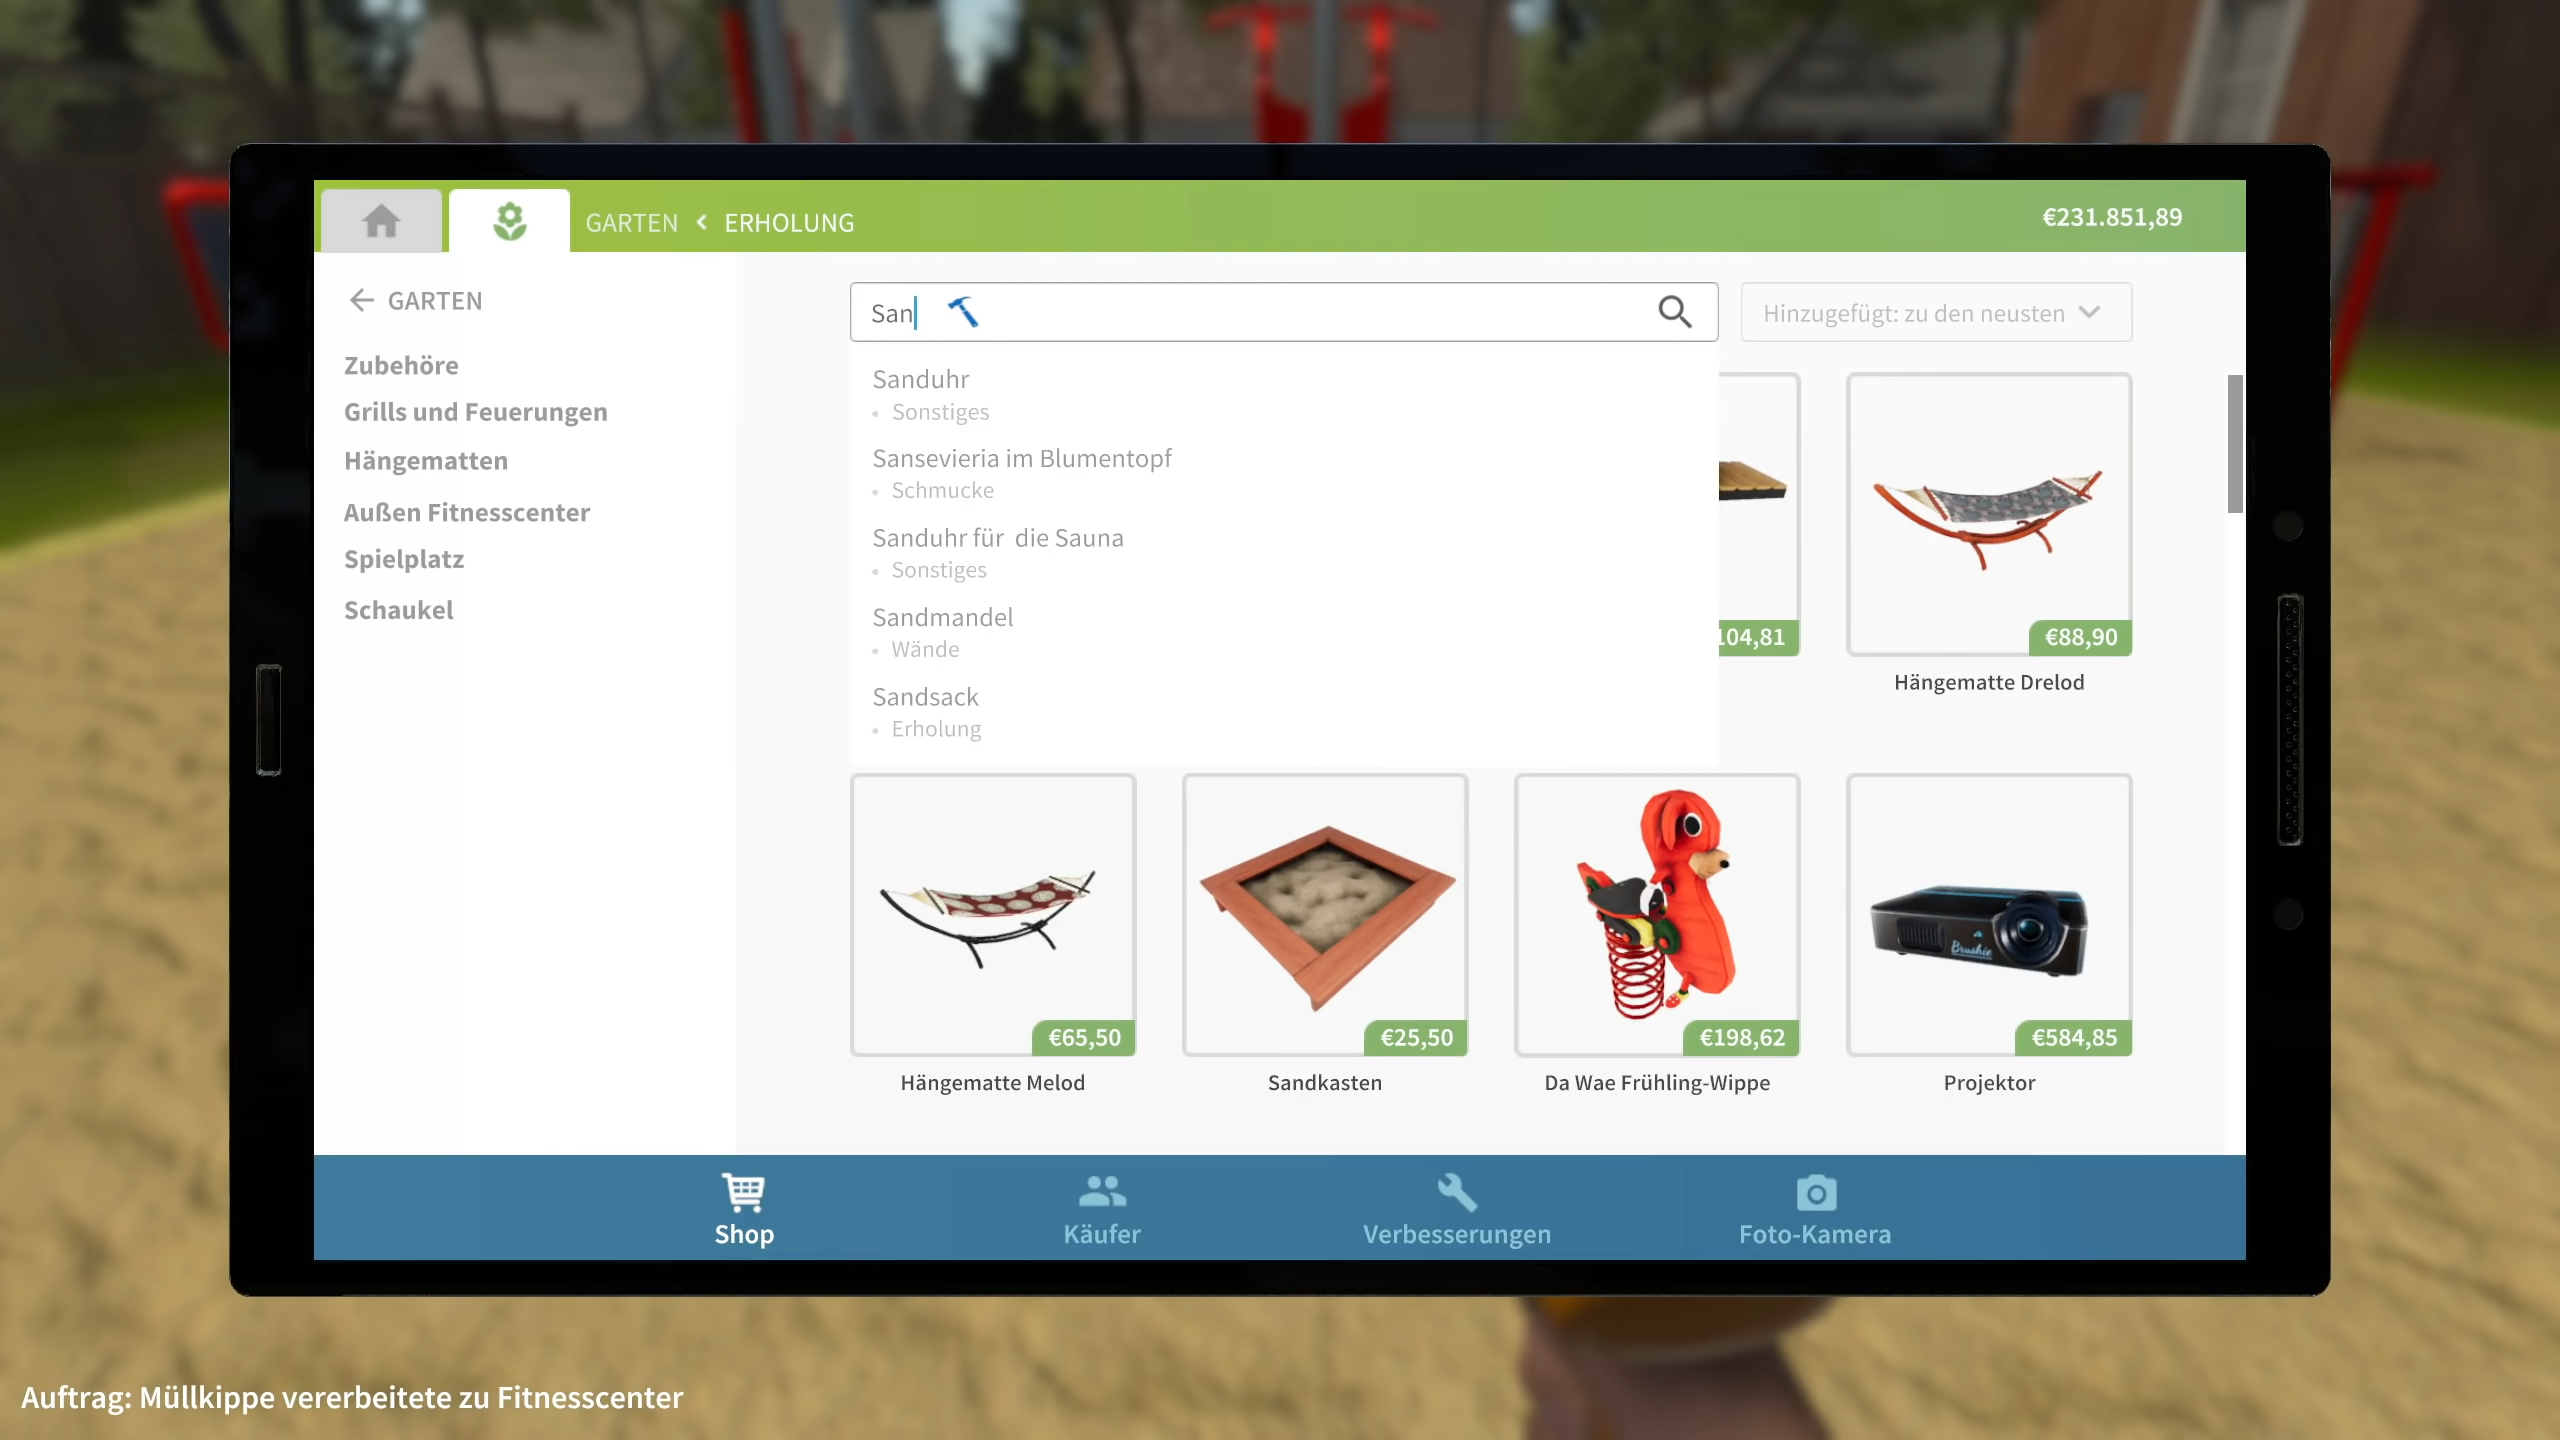 GARTEN < ERHOLUNG
€231.851,89
GARTEN
Zubehöre
Grills und Feuerungen
Hängematten
Außen Fitnesscenter
Spielplatz
Schaukel
San
Hinzugefügt: zu den neusten
Sanduhr
• Sonstiges
Sansevieria im Blumentopf
• Schmucke
Sanduhr für  die Sauna
• Sonstiges
Sandmandel
• Wände
Sandsack
• Erholung
104,81
€88,90
Hängematte Drelod
€65,50
Hängematte Melod
€25,50
Sandkasten
€198,62
Da Wae Frühling-Wippe
Brushie
€584,85
Projektor
Shop
Käufer
Verbesserungen
Foto-Kamera
Auftrag: Müllkippe vererbeitete zu Fitnesscenter